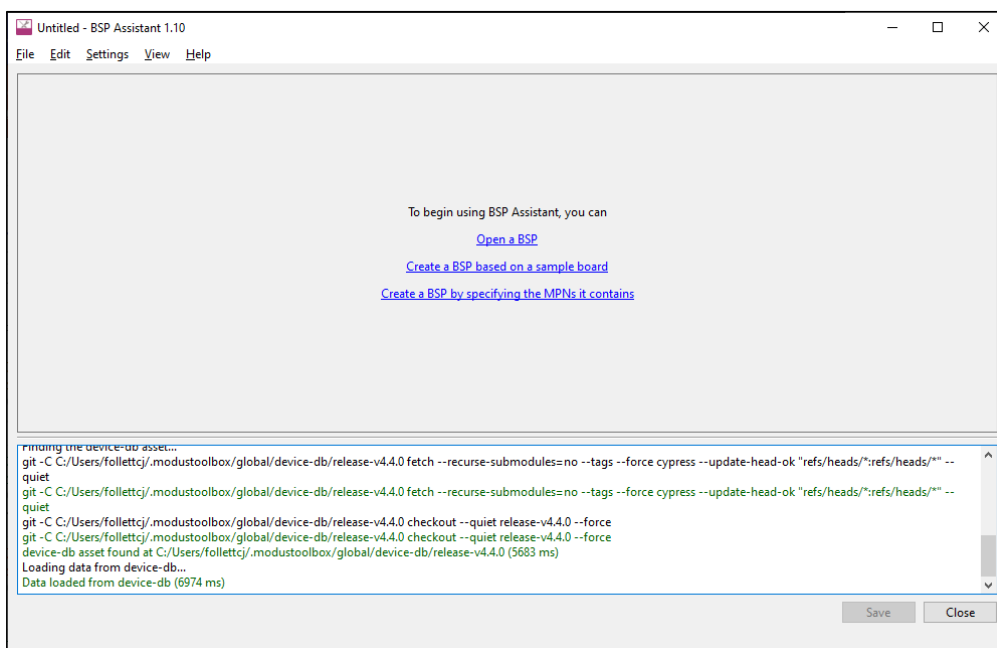 Untitled - BSP Assistant 1.10
File Edit Settings View Help
To begin using BSP Assistant, you can
Open a BSP
Create a BSP based on a sample board
Create a BSP by specifying the MPNs it contains
Finding the device-db asset...
git -C C:/Users/follettcj/.modustoolbox/global/device-db/release-v4.4.0 fetch --recurse-submodules=no --tags --force cypress --update-head-ok "refs/heads/*:refs/heads/*" --
quiet
git -C C:/Users/follettcj/.modustoolbox/global/device-db/release-v4.4.0 fetch --recurse-submodules=no --tags --force cypress --update-head-ok "refs/heads/*:refs/heads/*" --
quiet
git -C C:/Users/follettcj/.modustoolbox/global/device-db/release-v4.4.0 checkout --quiet release-v4.4.0 --force
git -C C:/Users/follettcj/.modustoolbox/global/device-db/release-v4.4.0 checkout --quiet release-v4.4.0 --force
device-db asset found at C:/Users/follettcj/.modustoolbox/global/device-db/release-v4.4.0 (5683 ms)
Loading data from device-db...
Data loaded from device-db (6974 ms)
Save Close